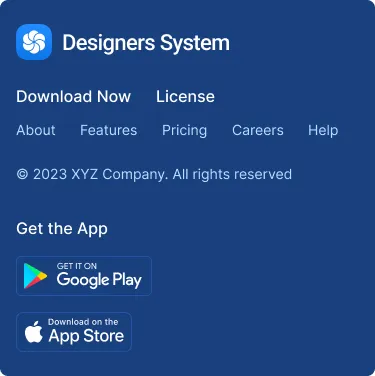 Designers System
Download Now License
About Features Pricing Careers Help
© 2023 XYZ Company. All rights reserved
Get the App
GET IT ON
Google Play
Download on the
App Store